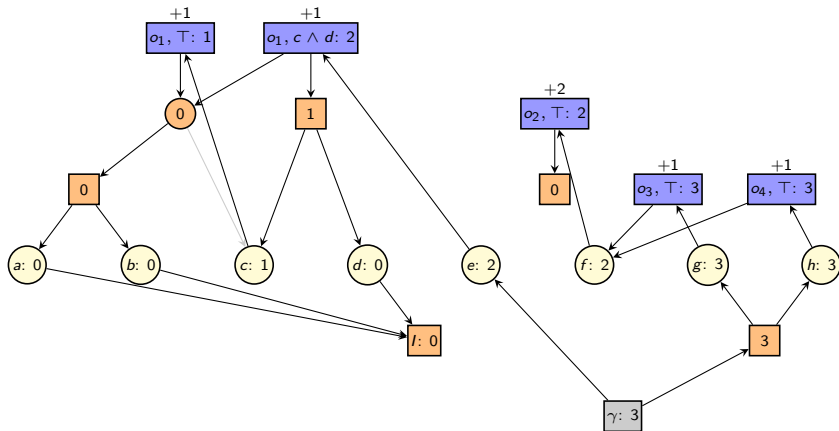 +1 +1
o₁, ⊤: 1 o₁, c ∧ d: 2
+2
0 1 o₂, ⊤: 2
+1 +1
0 0 o₃, ⊤: 3 o₄, ⊤: 3
a: 0 b: 0 c: 1 d: 0 e: 2 f: 2 g: 3 h: 3
I: 0 3
γ: 3